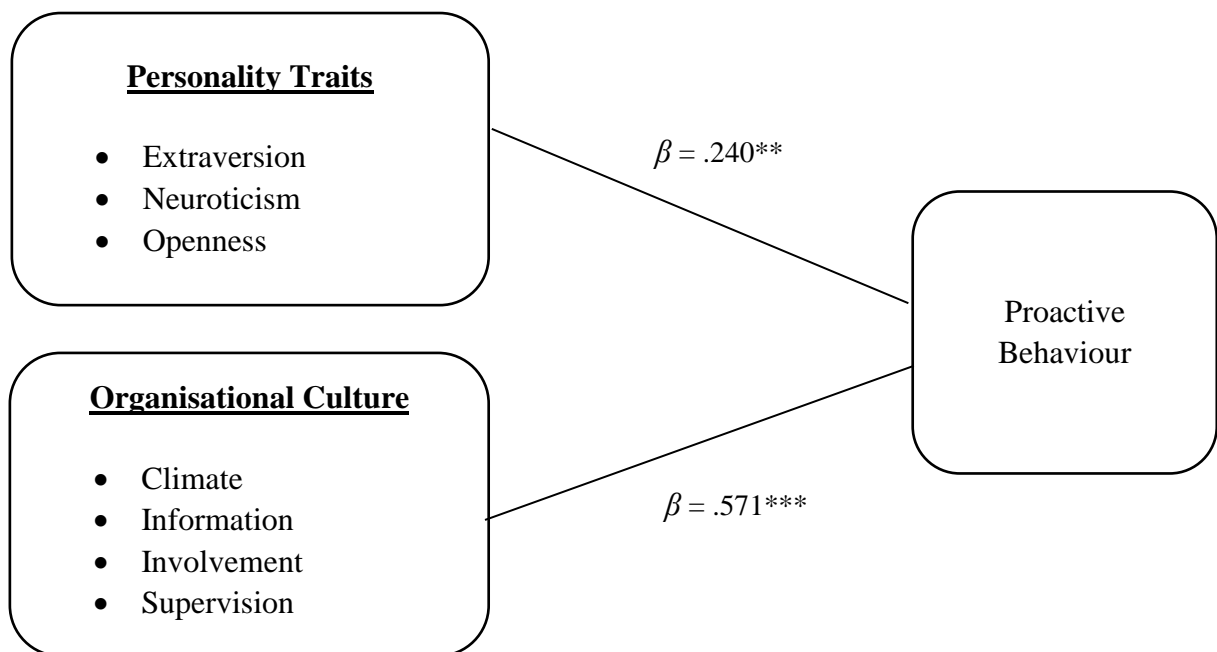 Personality Traits
• Extraversion
• Neuroticism
• Openness
β = .240**
Proactive
Behaviour
Organisational Culture
• Climate
• Information
• Involvement
• Supervision
β = .571***